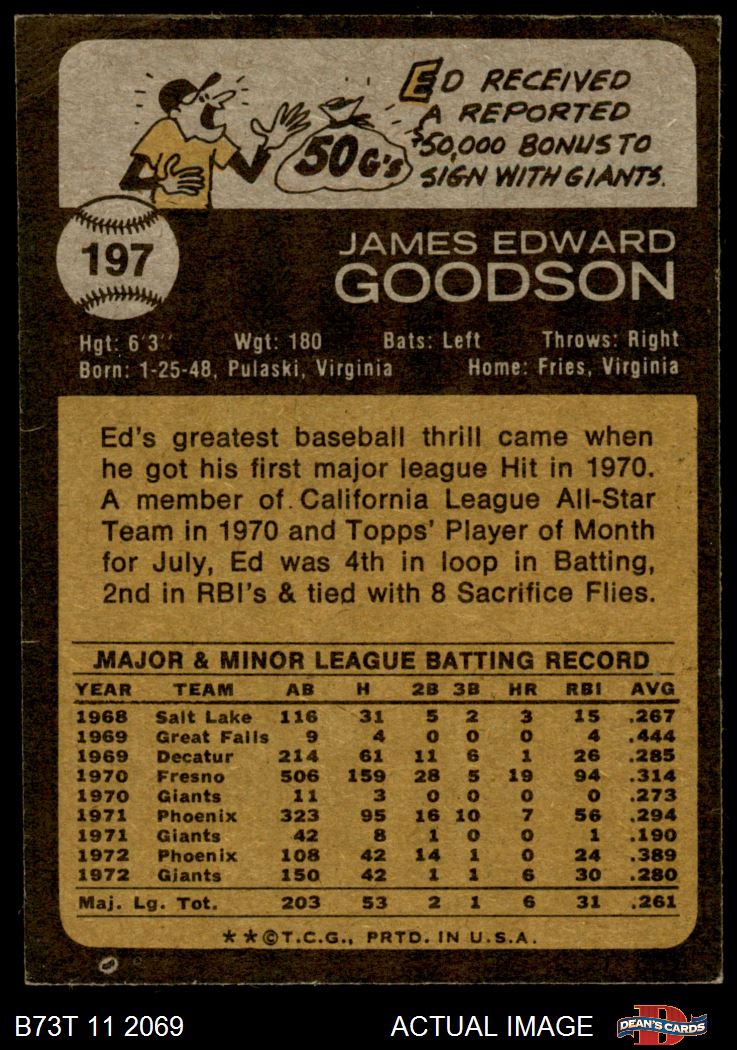 ED RECEIVED
A REPORTED
$50,000 BONUS TO
SIGN WITH GIANTS.
50 G's
197
JAMES EDWARD
GOODSON
Hgt: 6'3" Wgt: 180 Bats: Left Throws: Right
Born: 1-25-48, Pulaski, Virginia Home: Fries, Virginia
Ed's greatest baseball thrill came when
he got his first major league Hit in 1970.
A member of California League All-Star
Team in 1970 and Topps' Player of Month
for July, Ed was 4th in loop in Batting,
2nd in RBI's & tied with 8 Sacrifice Flies.
MAJOR & MINOR LEAGUE BATTING RECORD
YEAR TEAM AB H 2B 3B HR RBI AVG
1968 Salt Lake 116 31 5 2 3 15 .267
1969 Great Falls 9 4 0 0 0 4 .444
1969 Decatur 214 61 11 6 1 26 .285
1970 Fresno 506 159 28 5 19 94 .314
1970 Giants 11 3 0 0 0 0 .273
1971 Phoenix 323 95 16 10 7 56 .294
1971 Giants 42 8 1 0 0 1 .190
1972 Phoenix 108 42 14 1 0 24 .389
1972 Giants 150 42 1 1 6 30 .280
Maj. Lg. Tot. 203 53 2 1 6 31 .261
**©T.C.G., PRTD. IN U.S.A.
B73T 11 2069 ACTUAL IMAGE D DEAN'S CARDS